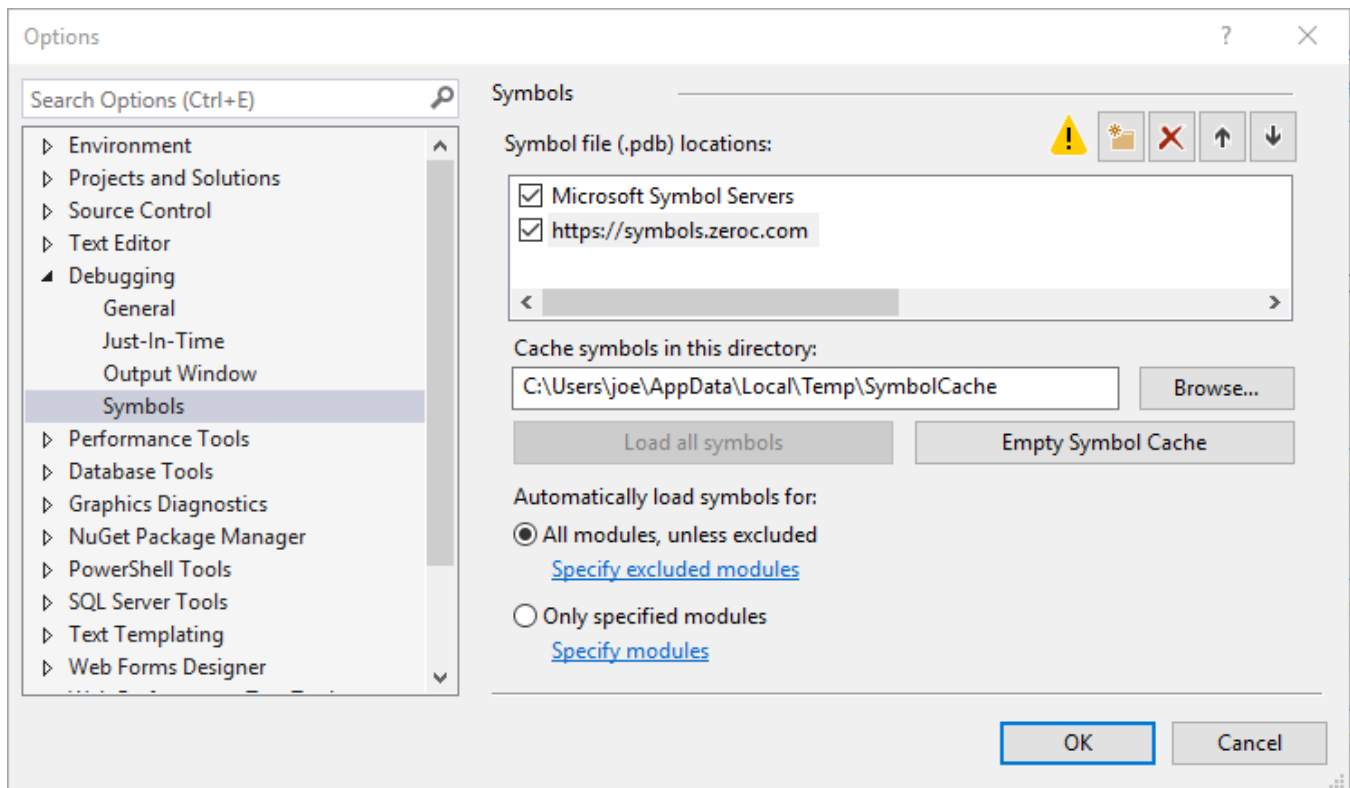 Options
?
Search Options (Ctrl+E)
Environment
Projects and Solutions
Source Control
Text Editor
Debugging
General
Just-In-Time
Output Window
Symbols
Performance Tools
Database Tools
Graphics Diagnostics
NuGet Package Manager
PowerShell Tools
SQL Server Tools
Text Templating
Web Forms Designer
Symbols
Symbol file (.pdb) locations:
Microsoft Symbol Servers
https://symbols.zeroc.com
Cache symbols in this directory:
C:\Users\joe\AppData\Local\Temp\SymbolCache
Browse...
Load all symbols
Empty Symbol Cache
Automatically load symbols for:
All modules, unless excluded
Specify excluded modules
Only specified modules
Specify modules
OK
Cancel